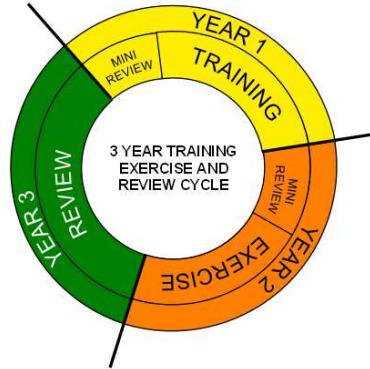 YEAR 1
MINI
REVIEW
TRAINING
3 YEAR TRAINING
EXERCISE AND
REVIEW CYCLE
MINI
REVIEW
EXERCISE
YEAR 2
REVIEW
YEAR 3